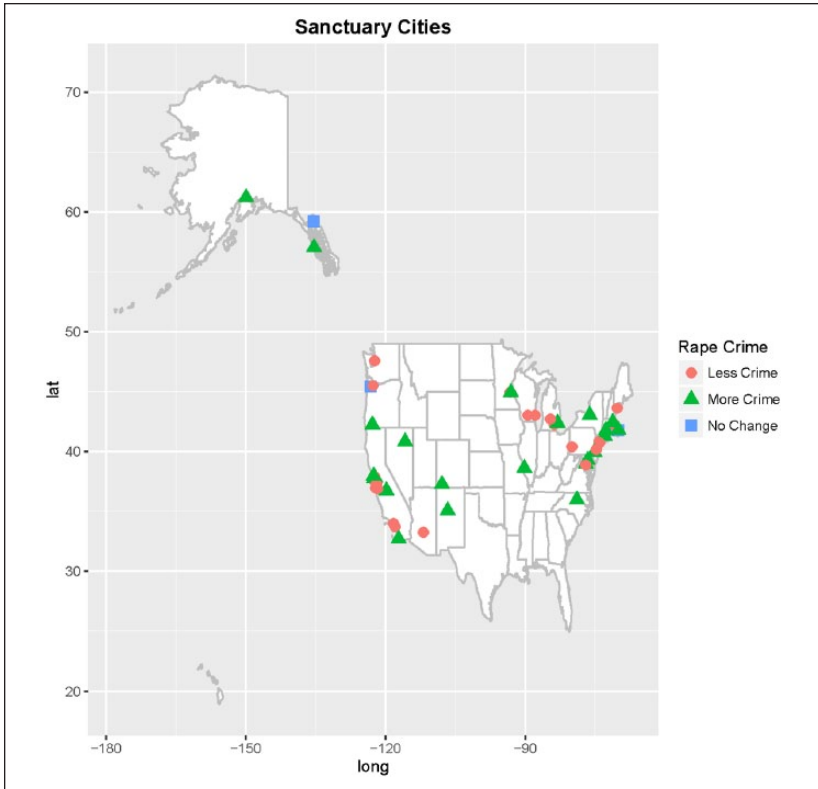 Sanctuary Cities
70
60
50
40
30
20
lat
−180
−150
−120
−90
long
Rape Crime
Less Crime
More Crime
No Change